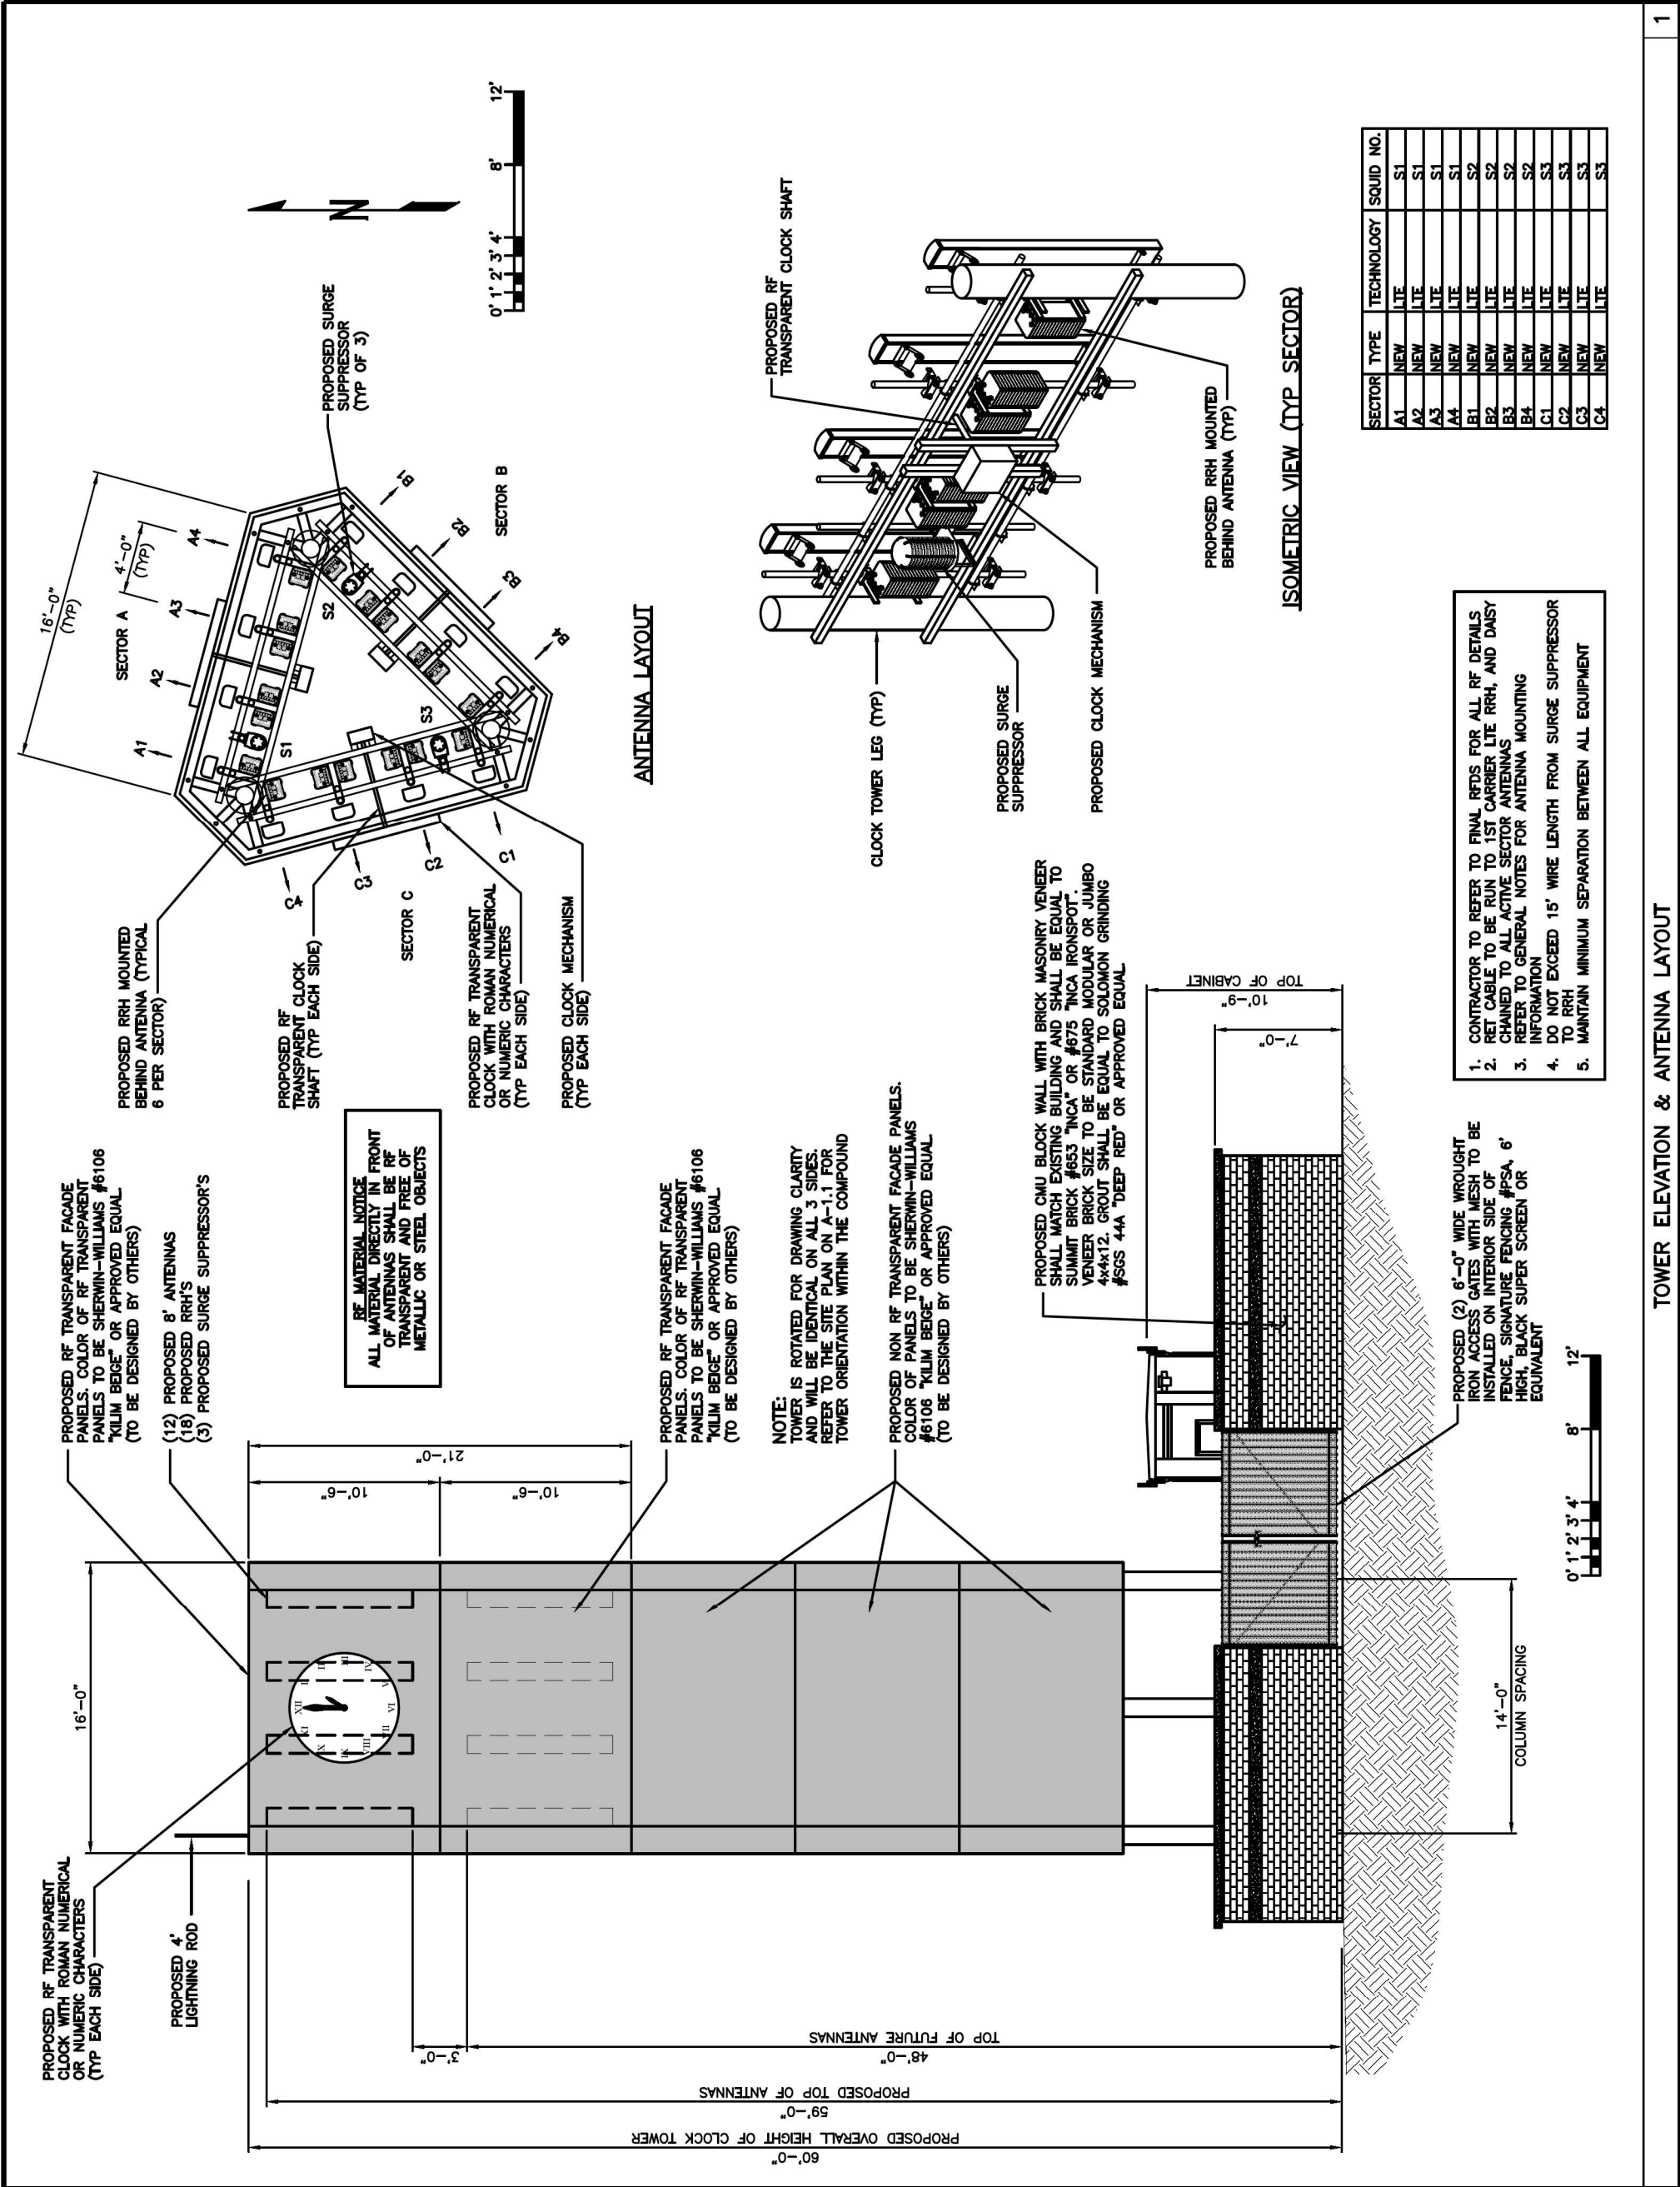 PROPOSED RF TRANSPARENT
CLOCK WITH ROMAN NUMERICAL
OR NUMERIC CHARACTERS
(TYP EACH SIDE)
PROPOSED 4'
LIGHTNING ROD
16'-0"
PROPOSED RF TRANSPARENT FACADE
PANELS. COLOR OF RF TRANSPARENT
PANELS TO BE SHERWIN-WILLIAMS #6106
"KILIM BEIGE" OR APPROVED EQUAL.
(TO BE DESIGNED BY OTHERS)
(12) PROPOSED 8' ANTENNAS
(18) PROPOSED RRH'S
(3) PROPOSED SURGE SUPPRESSOR'S
XII
I
II
III
IV
V
VI
VII
VIII
IX
X
XI
10'-6"
10'-6"
21'-0"
RF MATERIAL NOTICE
ALL MATERIAL DIRECTLY IN FRONT
OF ANTENNAS SHALL BE RF
TRANSPARENT AND FREE OF
METALLIC OR STEEL OBJECTS
PROPOSED RF TRANSPARENT FACADE
PANELS. COLOR OF RF TRANSPARENT
PANELS TO BE SHERWIN-WILLIAMS #6106
"KILIM BEIGE" OR APPROVED EQUAL.
(TO BE DESIGNED BY OTHERS)
NOTE:
TOWER IS ROTATED FOR DRAWING CLARITY
AND WILL BE IDENTICAL ON ALL 3 SIDES.
REFER TO THE SITE PLAN ON A-1.1 FOR
TOWER ORIENTATION WITHIN THE COMPOUND
PROPOSED NON RF TRANSPARENT FACADE PANELS.
COLOR OF PANELS TO BE SHERWIN-WILLIAMS
#6106 "KILIM BEIGE" OR APPROVED EQUAL.
(TO BE DESIGNED BY OTHERS)
PROPOSED CMU BLOCK WALL WITH BRICK MASONRY VENEER
SHALL MATCH EXISTING BUILDING AND SHALL BE EQUAL TO
SUMMIT BRICK #653 "INCA" OR #675 "INCA IRONSPOT".
VENEER BRICK SIZE TO BE STANDARD MODULAR OR JUMBO
4x4x12. GROUT SHALL BE EQUAL TO SOLOMON GRINDING
#SGS 44A "DEEP RED" OR APPROVED EQUAL.
7'-0"
10'-9"
TOP OF CABINET
PROPOSED (2) 6'-0" WIDE WROUGHT
IRON ACCESS GATES WITH MESH TO BE
INSTALLED ON INTERIOR SIDE OF
FENCE, SIGNATURE FENCING #PSA, 6'
HIGH, BLACK SUPER SCREEN OR
EQUIVALENT
14'-0"
COLUMN SPACING
0' 1' 2' 3' 4' 8' 12'
60'-0"
PROPOSED OVERALL HEIGHT OF CLOCK TOWER
59'-0"
PROPOSED TOP OF ANTENNAS
3'-0"
48'-0"
TOP OF FUTURE ANTENNAS
PROPOSED RRH MOUNTED
BEHIND ANTENNA (TYPICAL
6 PER SECTOR)
PROPOSED RF
TRANSPARENT CLOCK
SHAFT (TYP EACH SIDE)
PROPOSED RF TRANSPARENT
CLOCK WITH ROMAN NUMERICAL
OR NUMERIC CHARACTERS
(TYP EACH SIDE)
PROPOSED CLOCK MECHANISM
(TYP EACH SIDE)
16'-0"
(TYP)
4'-0"
(TYP)
SECTOR A
A1
A2
A3
A4
SECTOR B
B1
B2
B3
B4
SECTOR C
C1
C2
C3
C4
S1
S2
S3
PROPOSED SURGE
SUPPRESSOR
(TYP OF 3)
N
0' 1' 2' 3' 4' 8' 12'
ANTENNA LAYOUT
PROPOSED RF
TRANSPARENT CLOCK SHAFT
CLOCK TOWER LEG (TYP)
PROPOSED SURGE
SUPPRESSOR
PROPOSED CLOCK MECHANISM
PROPOSED RRH MOUNTED
BEHIND ANTENNA (TYP)
ISOMETRIC VIEW (TYP SECTOR)
1. CONTRACTOR TO REFER TO FINAL RFDS FOR ALL RF DETAILS
2. RET CABLE TO BE RUN TO 1ST CARRIER LTE RRH, AND DAISY
CHAINED TO ALL ACTIVE SECTOR ANTENNAS
3. REFER TO GENERAL NOTES FOR ANTENNA MOUNTING
INFORMATION
4. DO NOT EXCEED 15' WIRE LENGTH FROM SURGE SUPPRESSOR
TO RRH
5. MAINTAIN MINIMUM SEPARATION BETWEEN ALL EQUIPMENT
SECTOR TYPE TECHNOLOGY SQUID NO.
A1 NEW LTE S1
A2 NEW LTE S1
A3 NEW LTE S1
A4 NEW LTE S1
B1 NEW LTE S2
B2 NEW LTE S2
B3 NEW LTE S2
B4 NEW LTE S2
C1 NEW LTE S3
C2 NEW LTE S3
C3 NEW LTE S3
C4 NEW LTE S3
TOWER ELEVATION & ANTENNA LAYOUT
1